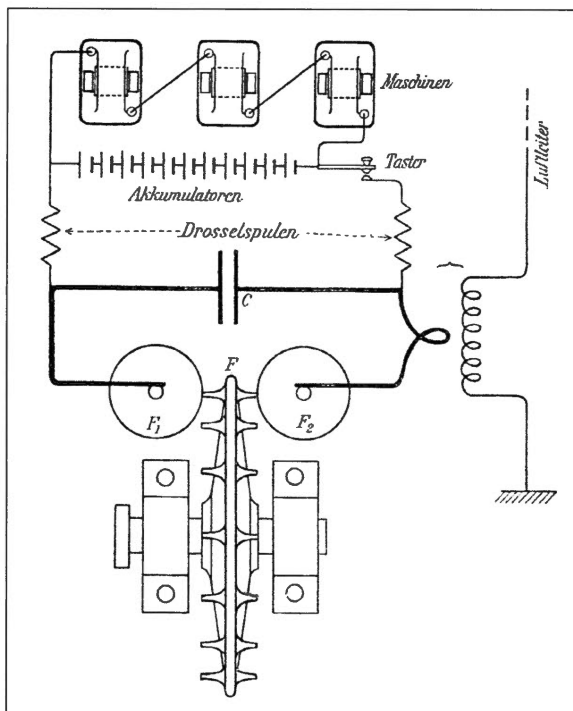 Maschinen
Taster
Akkumulatoren
Drosselspulen
Luftleiter
C
F
F₁
F₂